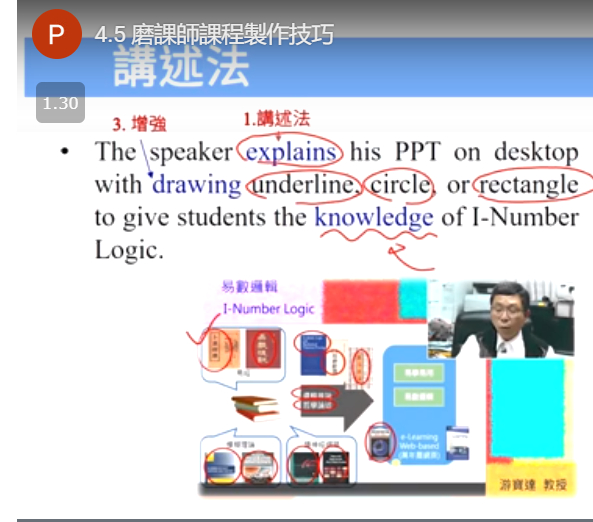 P
4.5 磨課師課程製作技巧
講述法
1.30
3. 增強
1.講述法
• The speaker explains his PPT on desktop
with drawing underline, circle, or rectangle
to give students the knowledge of I-Number
Logic.
易數邏輯
I-Number Logic
e-Learning
Web-based
游寶達 教授